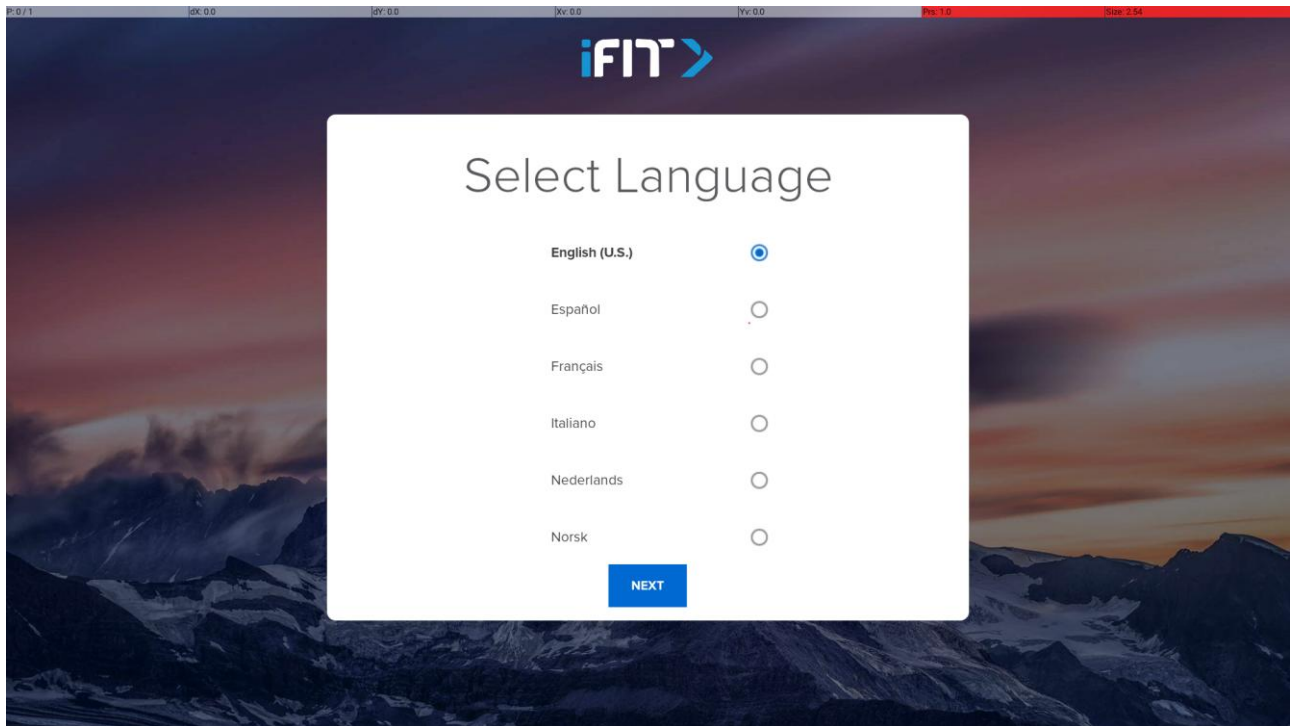 P: 0 / 1 dX: 0.0 dY: 0.0 Xv: 0.0 Yv: 0.0 Prs: 1.0 Size: 2.54
iFIT
Select Language
English (U.S.)
Español
Français
Italiano
Nederlands
Norsk
NEXT